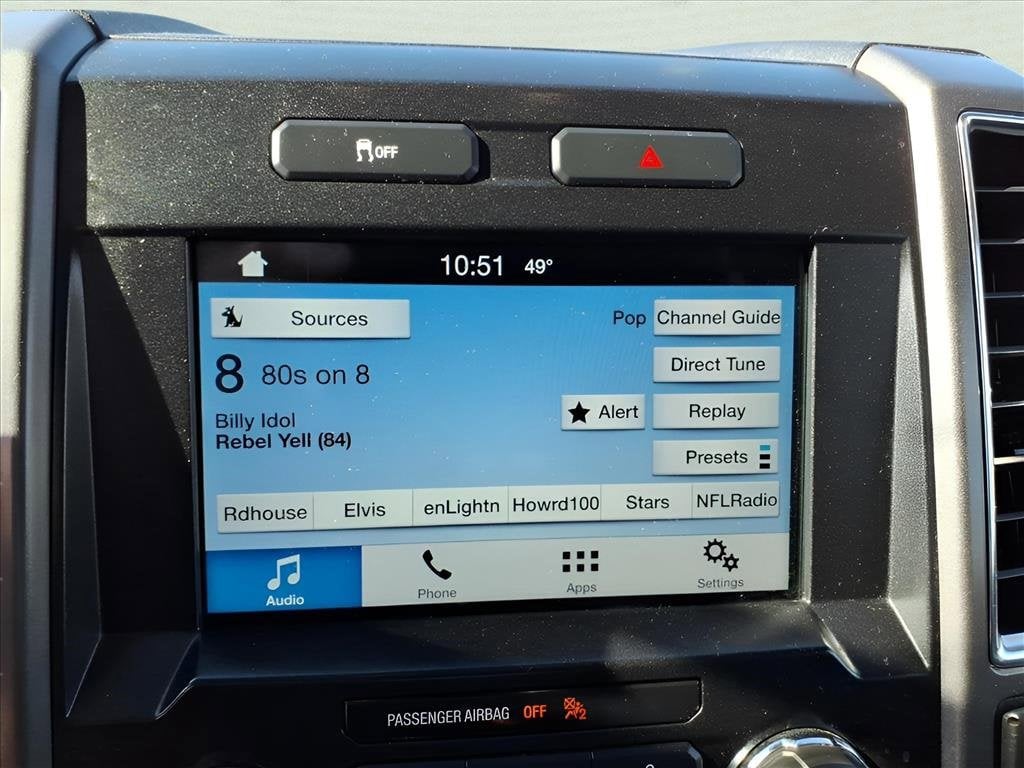 OFF
10:51 49°
Sources
Pop Channel Guide
8 80s on 8
Direct Tune
Billy Idol
Alert Replay
Rebel Yell (84)
Presets
Rdhouse Elvis enLightn Howrd100 Stars NFLRadio
Audio Phone Apps Settings
PASSENGER AIRBAG OFF 2